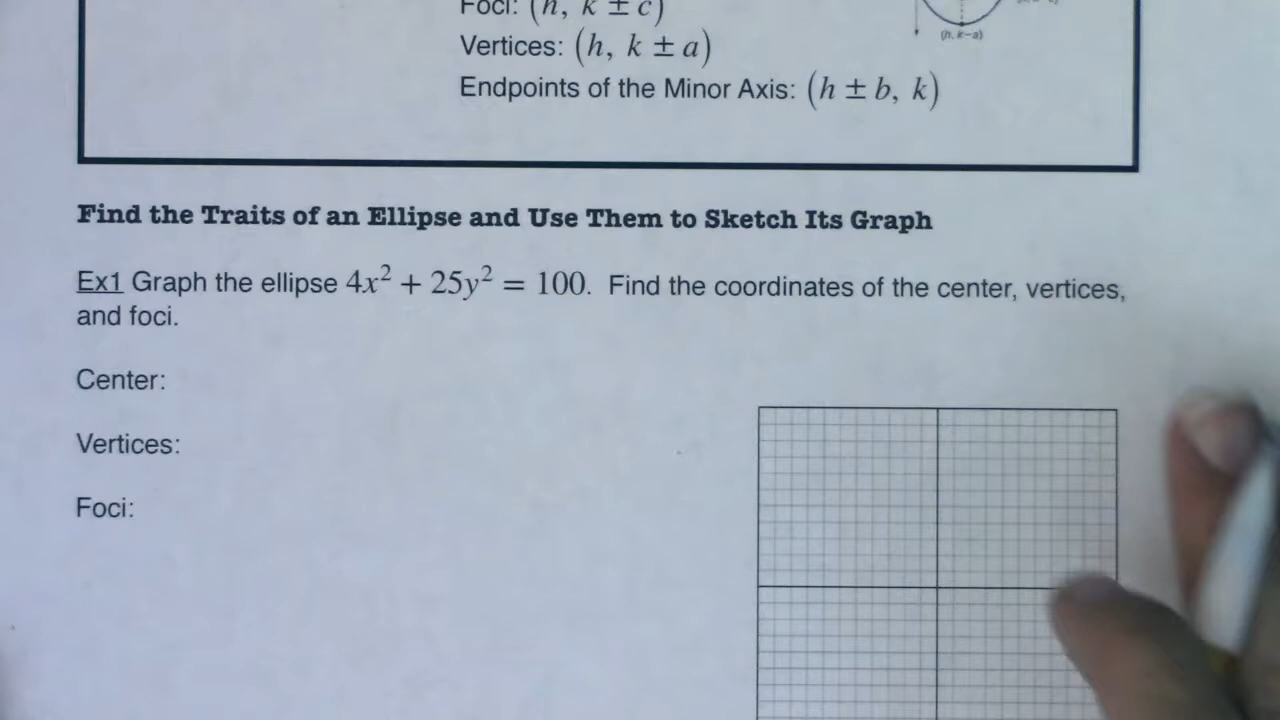 Foci: (h, k ± c)
(h, k−a)
Vertices: (h, k ± a)
Endpoints of the Minor Axis: (h ± b, k)
Find the Traits of an Ellipse and Use Them to Sketch Its Graph
Ex1 Graph the ellipse 4x² + 25y² = 100. Find the coordinates of the center, vertices,
and foci.
Center:
Vertices:
Foci: